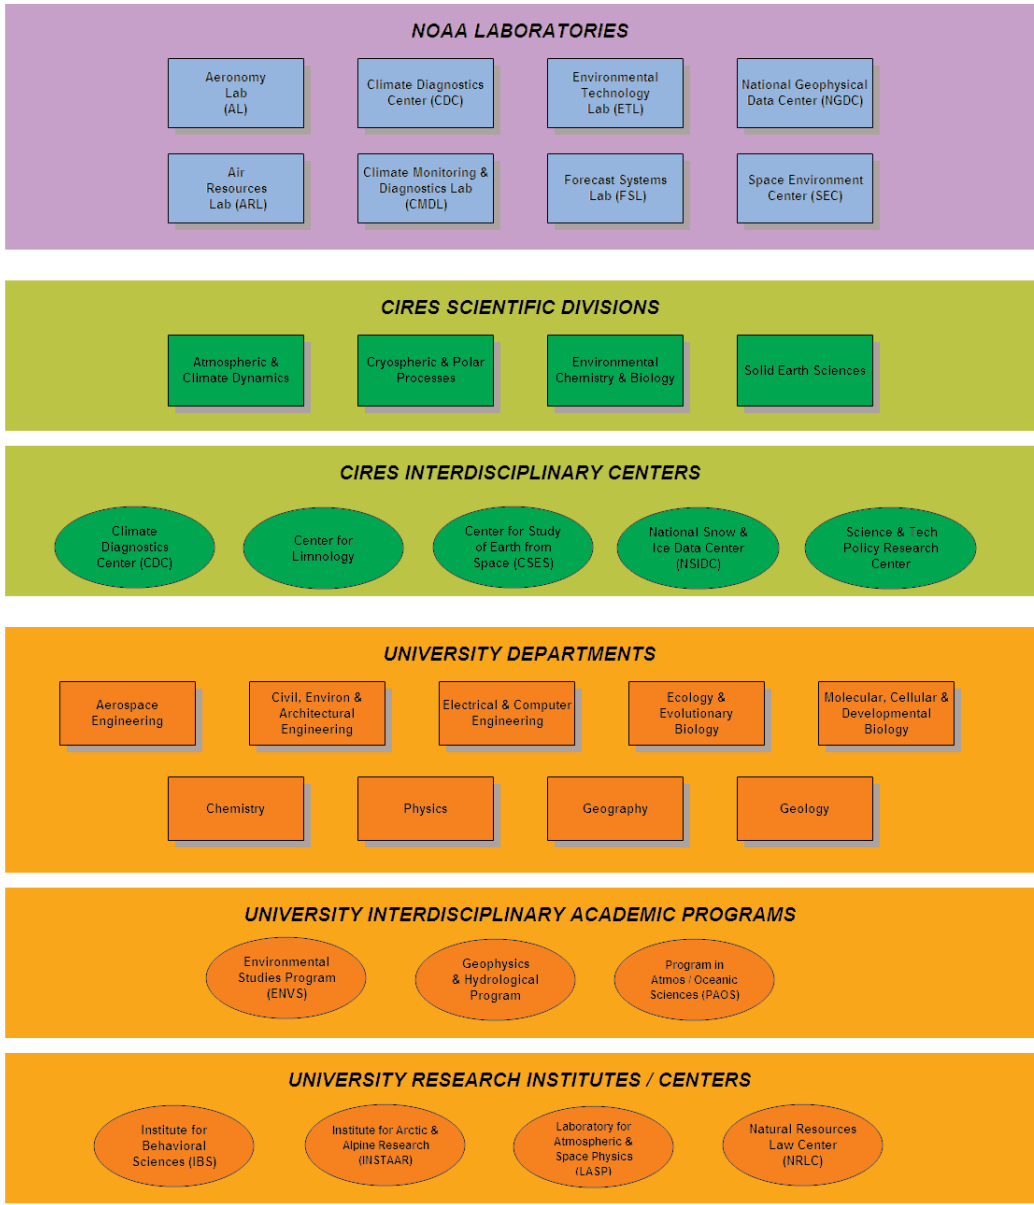 NOAA LABORATORIES
Aeronomy
Lab
(AL)
Climate Diagnostics
Center (CDC)
Environmental
Technology
Lab (ETL)
National Geophysical
Data Center (NGDC)
Air
Resources
Lab (ARL)
Climate Monitoring &
Diagnostics Lab
(CMDL)
Forecast Systems
Lab (FSL)
Space Environment
Center (SEC)
CIRES SCIENTIFIC DIVISIONS
Atmospheric &
Climate Dynamics
Cryospheric & Polar
Processes
Environmental
Chemistry & Biology
Solid Earth Sciences
CIRES INTERDISCIPLINARY CENTERS
Climate
Diagnostics
Center (CDC)
Center for
Limnology
Center for Study
of Earth from
Space (CSES)
National Snow &
Ice Data Center
(NSIDC)
Science & Tech
Policy Research
Center
UNIVERSITY DEPARTMENTS
Aerospace
Engineering
Civil, Environ &
Architectural
Engineering
Electrical & Computer
Engineering
Ecology &
Evolutionary
Biology
Molecular, Cellular &
Developmental
Biology
Chemistry
Physics
Geography
Geology
UNIVERSITY INTERDISCIPLINARY ACADEMIC PROGRAMS
Environmental
Studies Program
(ENVS)
Geophysics
& Hydrological
Program
Program in
Atmos / Oceanic
Sciences (PAOS)
UNIVERSITY RESEARCH INSTITUTES / CENTERS
Institute for
Behavioral
Sciences (IBS)
Institute for Arctic &
Alpine Research
(INSTAAR)
Laboratory for
Atmospheric &
Space Physics
(LASP)
Natural Resources
Law Center
(NRLC)